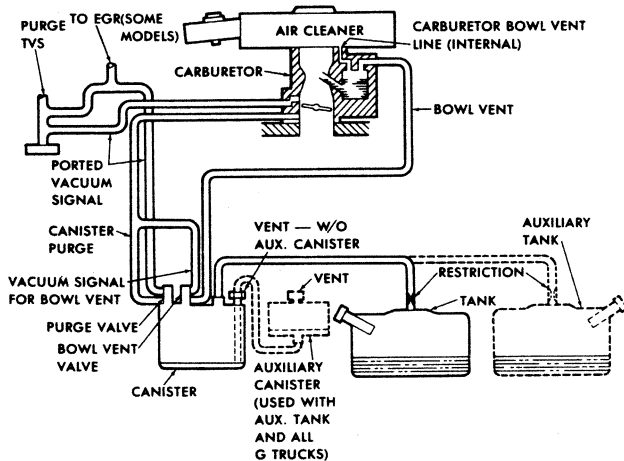 PURGE
TVS
TO EGR(SOME
MODELS)
AIR CLEANER
CARBURETOR BOWL VENT
LINE (INTERNAL)
CARBURETOR
BOWL VENT
PORTED
VACUUM
SIGNAL
CANISTER
PURGE
VENT — W/O
AUX. CANISTER
AUXILIARY
TANK
VACUUM SIGNAL
FOR BOWL VENT
VENT
RESTRICTION
TANK
PURGE VALVE
BOWL VENT
VALVE
CANISTER
AUXILIARY
CANISTER
(USED WITH
AUX. TANK
AND ALL
G TRUCKS)